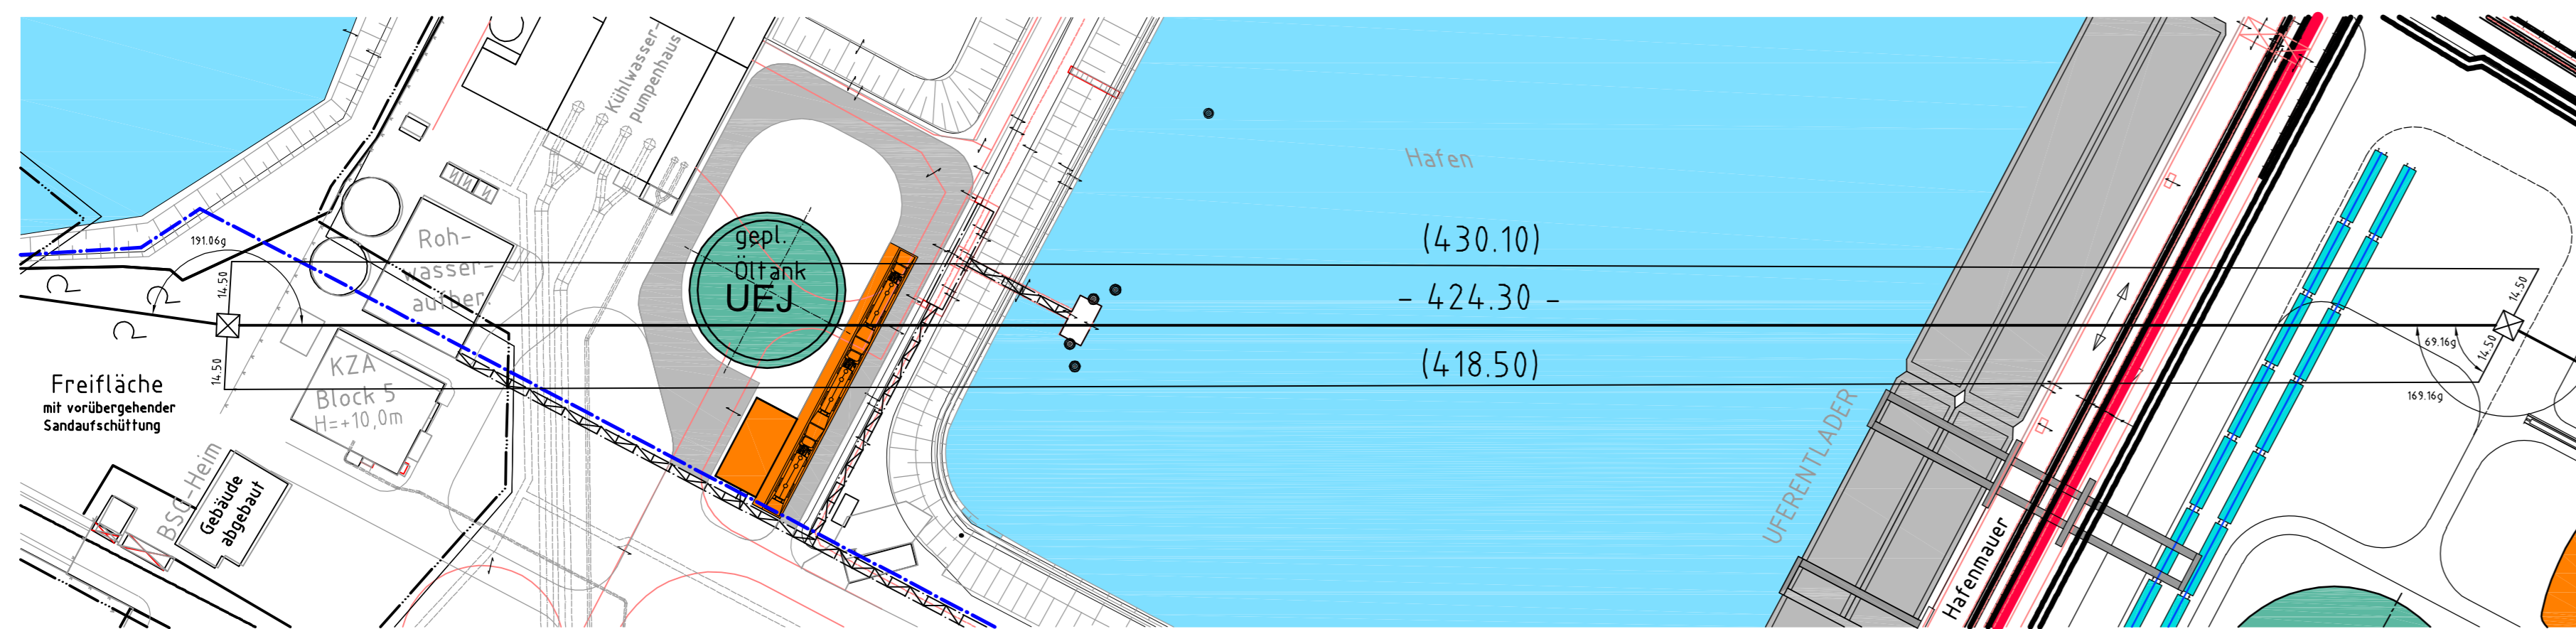 Kühlwasser-
pumpenhaus
Hafen
191.06g
Roh-
wasser-
aufber.
gepl.
Öltank
UEJ
(430.10)
- 424.30 -
(418.50)
14.50
14.50
14.50
14.50
69.16g
169.16g
KZA
Block 5
H=+10,0m
Freifläche
mit vorübergehender
Sandaufschüttung
BSG-Heim
Gebäude
abgebaut
UFERENTLADER
Hafenmauer